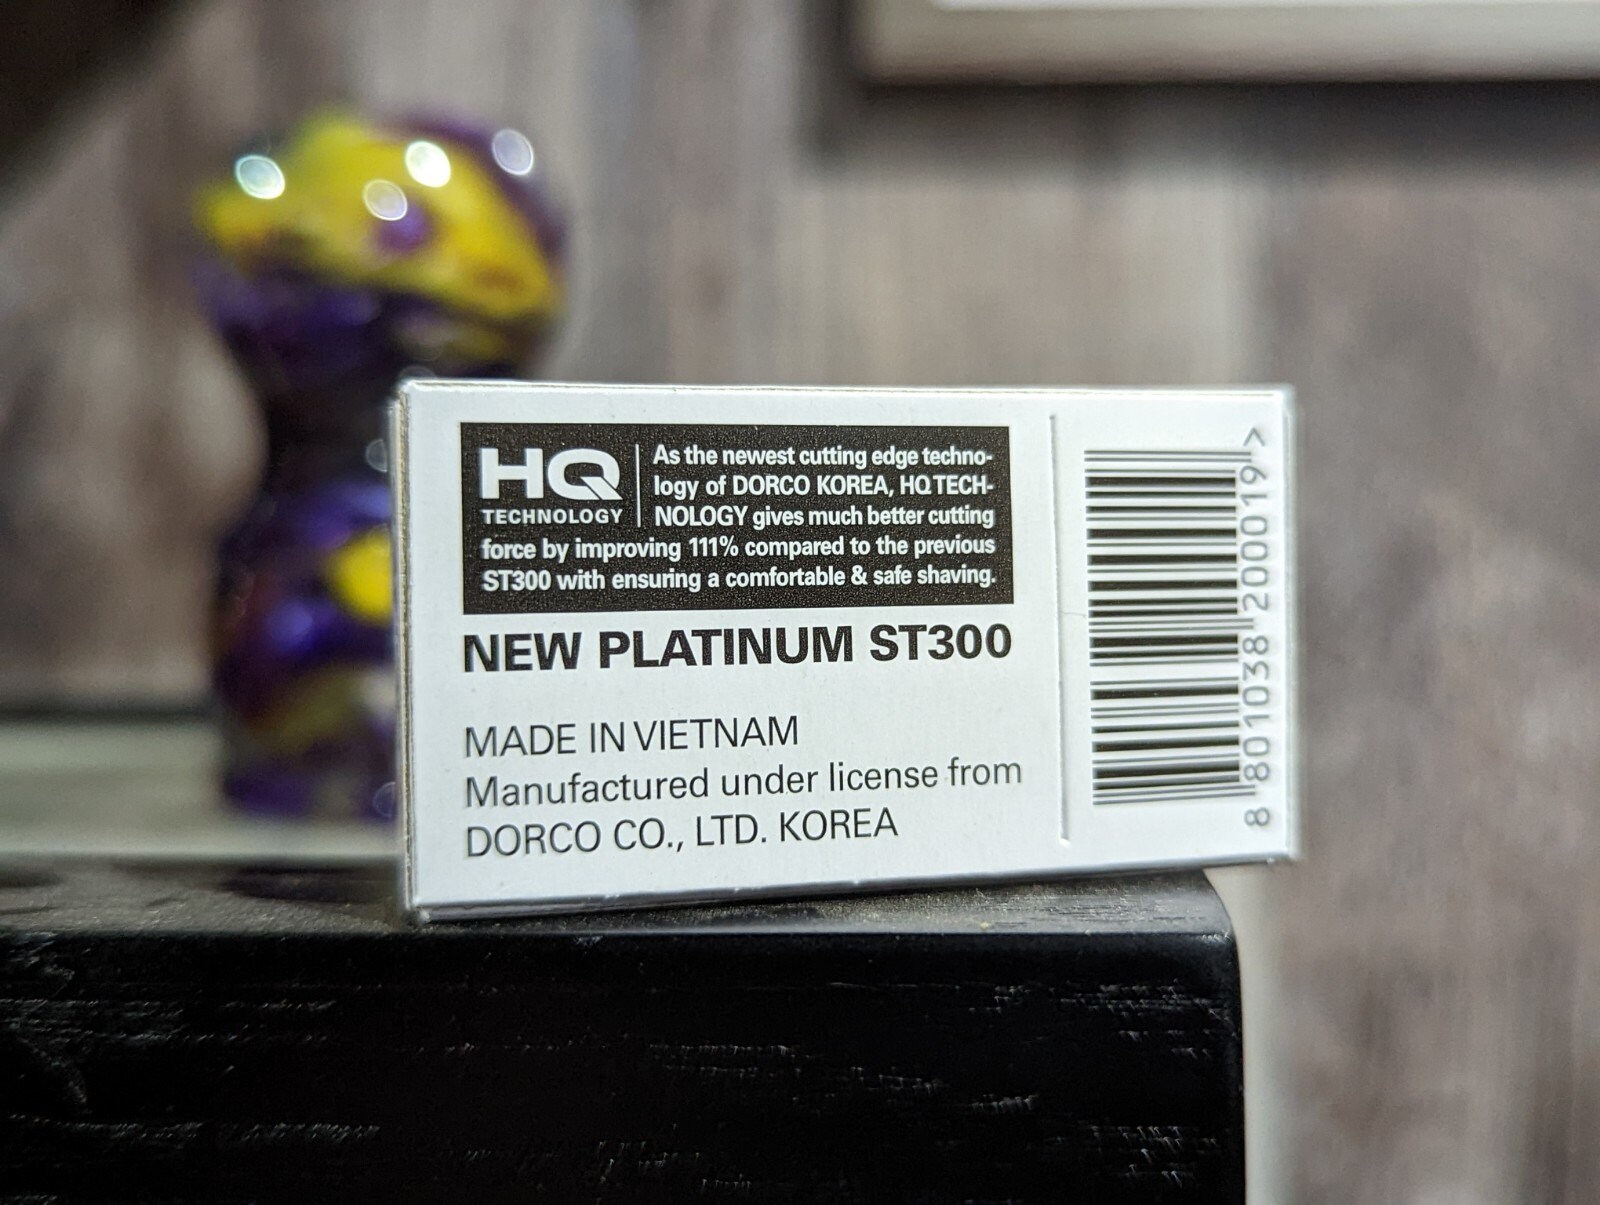 HQ
TECHNOLOGY
As the newest cutting edge techno-
logy of DORCO KOREA, HQ TECH-
NOLOGY gives much better cutting
force by improving 111% compared to the previous
ST300 with ensuring a comfortable & safe shaving.
NEW PLATINUM ST300
MADE IN VIETNAM
Manufactured under license from
DORCO CO., LTD. KOREA
8 801038 200019 >